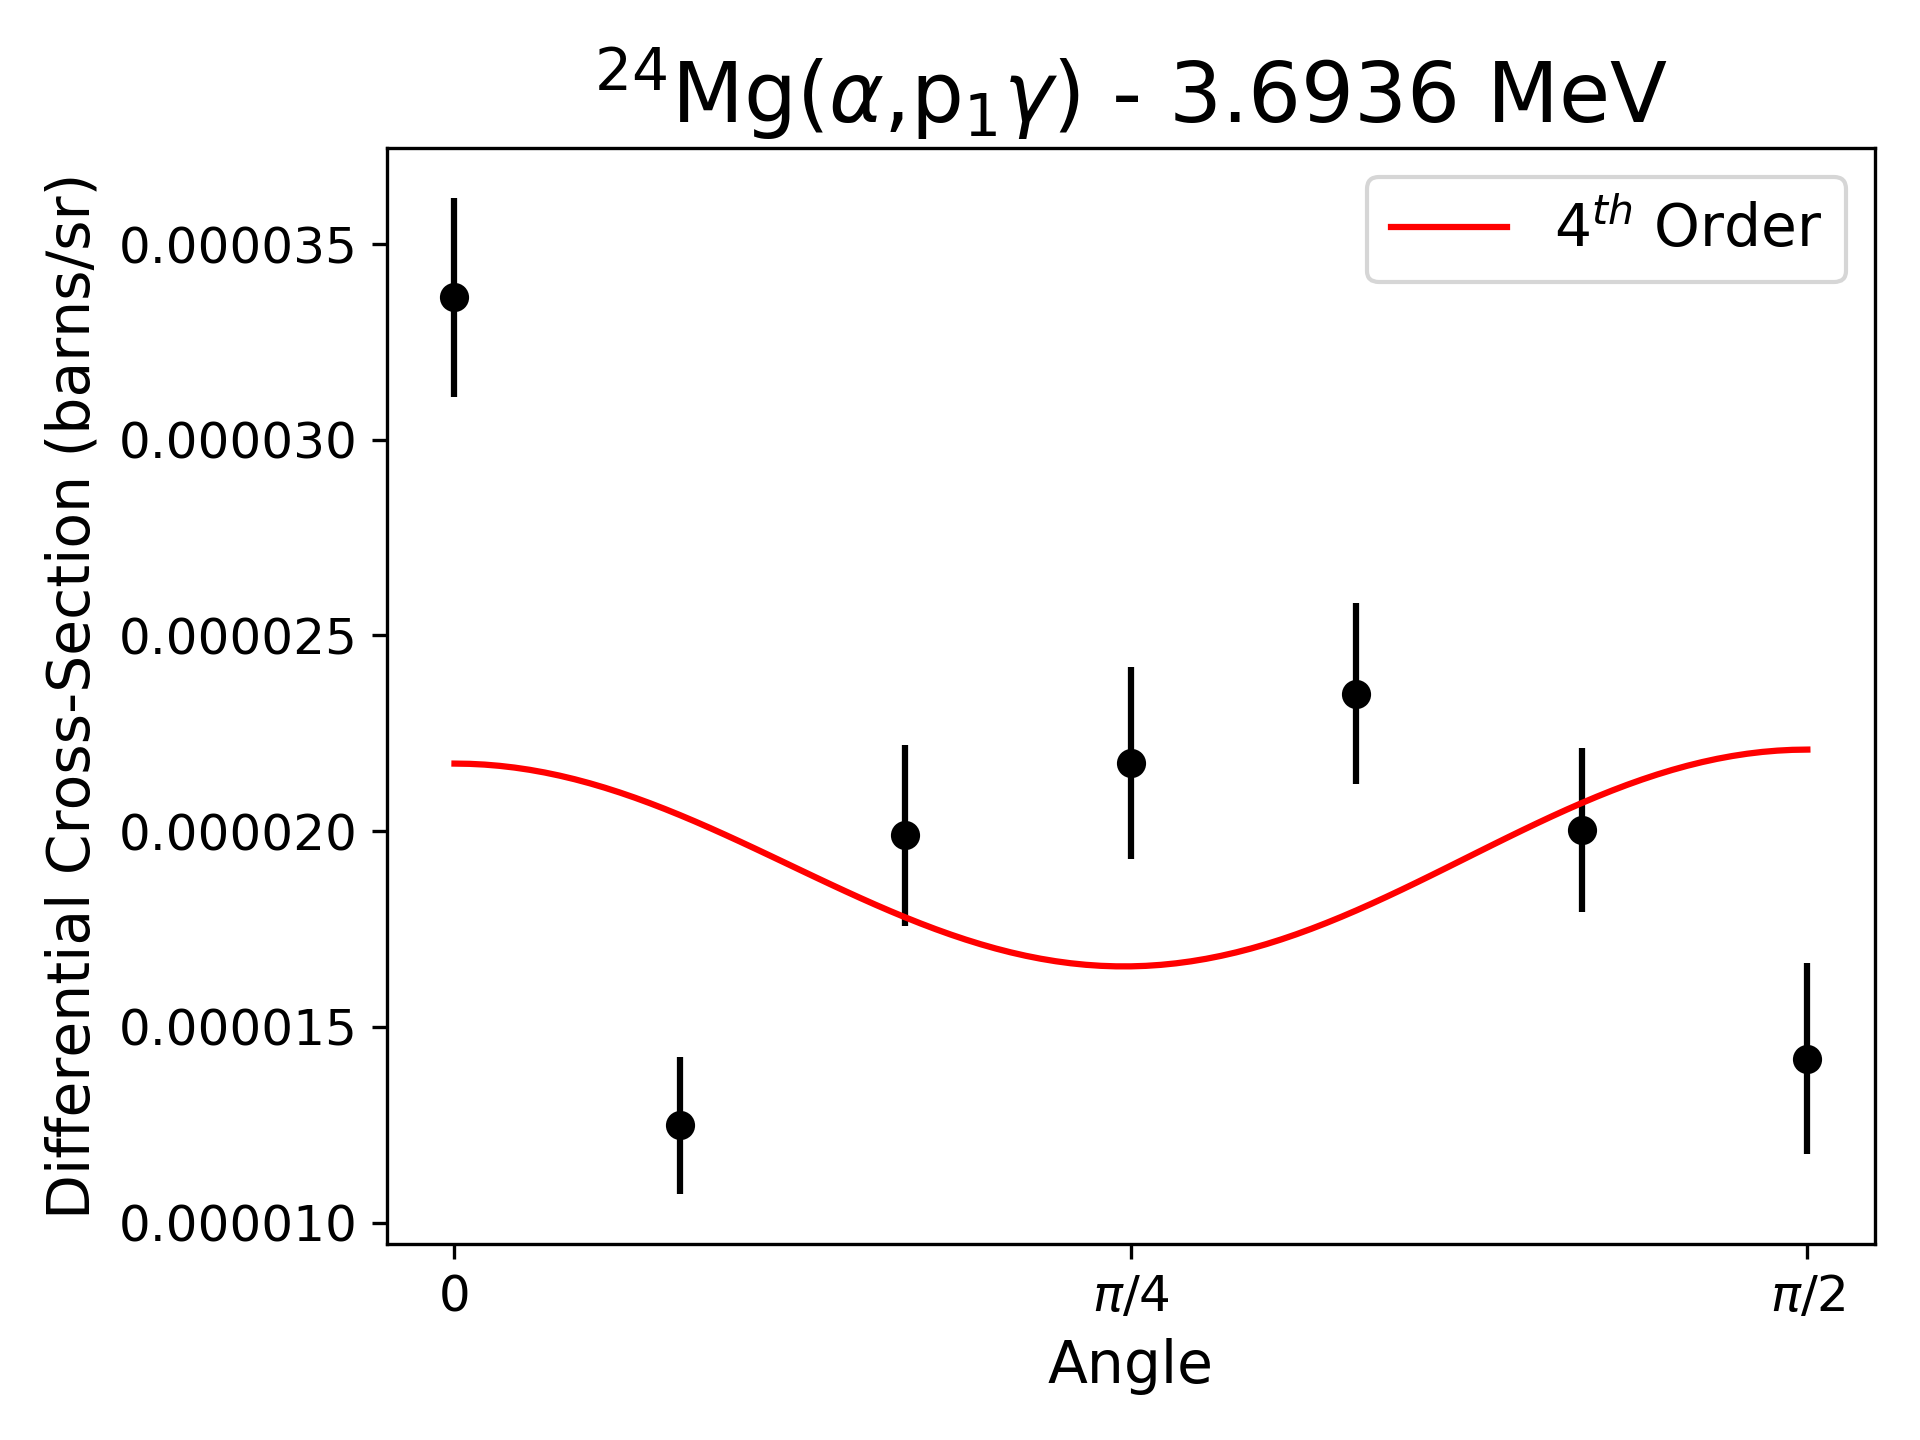 ²⁴Mg(α,p₁γ) - 3.6936 MeV
4ᵗʰ Order
Differential Cross-Section (barns/sr)
0.000035
0.000030
0.000025
0.000020
0.000015
0.000010
0
π/4
π/2
Angle